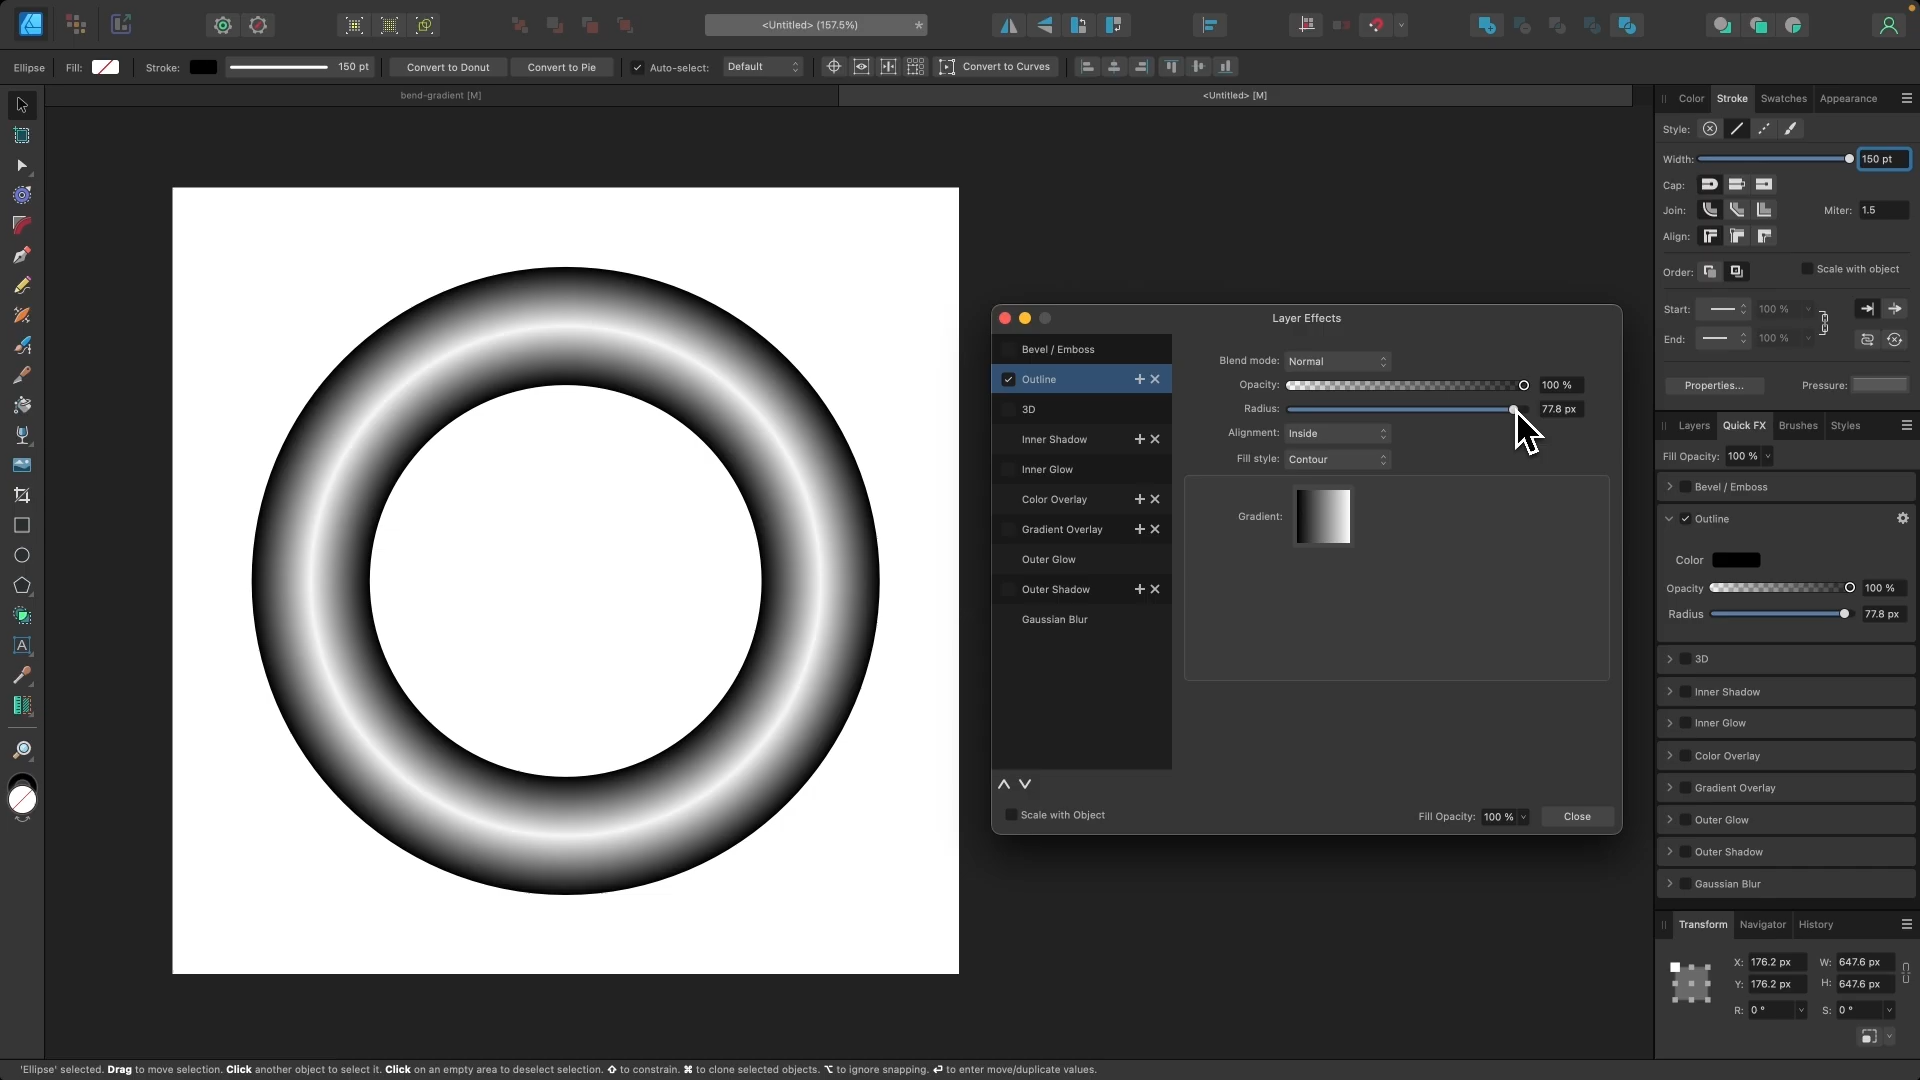 <Untitled> (157.5%)
*
Ellipse
Fill:
Stroke:
150 pt
Convert to Donut
Convert to Pie
Auto-select:
Default
Convert to Curves
bend-gradient [M]
<Untitled> [M]
Color
Stroke
Swatches
Appearance
Style:
Width:
150 pt
Cap:
Join:
Miter:
1.5
Align:
Order:
Scale with object
Start:
100 %
End:
100 %
Properties...
Pressure:
Layer Effects
Bevel / Emboss
Outline
3D
Inner Shadow
Inner Glow
Color Overlay
Gradient Overlay
Outer Glow
Outer Shadow
Gaussian Blur
Blend mode:
Normal
Opacity:
100 %
Radius:
77.8 px
Alignment:
Inside
Fill style:
Contour
Gradient:
Scale with Object
Fill Opacity:
100 %
Close
Layers
Quick FX
Brushes
Styles
Fill Opacity:
100 %
Bevel / Emboss
Outline
Color
Opacity
100 %
Radius
77.8 px
3D
Inner Shadow
Inner Glow
Color Overlay
Gradient Overlay
Outer Glow
Outer Shadow
Gaussian Blur
Transform
Navigator
History
X:
176.2 px
W:
647.6 px
Y:
176.2 px
H:
647.6 px
R:
0 °
S:
0 °
'Ellipse' selected. Drag to move selection. Click another object to select it. Click on an empty area to deselect selection. ⇧ to constrain. ⌘ to clone selected objects. ⌥ to ignore snapping. ↩ to enter move/duplicate values.